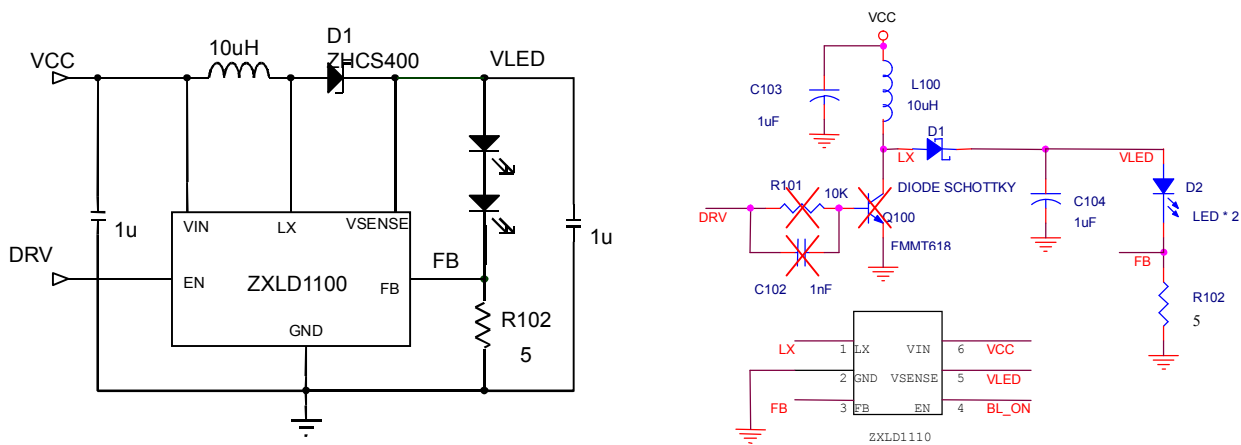 D1
10uH
ZHCS400
VCC
VLED
1u
VIN
LX
VSENSE
1u
DRV
EN
ZXLD1100
FB
FB
GND
R102
5
VCC
C103
1uF
L100
10uH
D1
LX
VLED
DIODE SCHOTTKY
R101
10K
D2
LED * 2
DRV
Q100
FMMT618
C104
1uF
C102
1nF
FB
R102
5
LX
1
LX
VIN
6
VCC
2
GND
VSENSE
5
VLED
FB
3
FB
EN
4
BL_ON
ZXLD1110